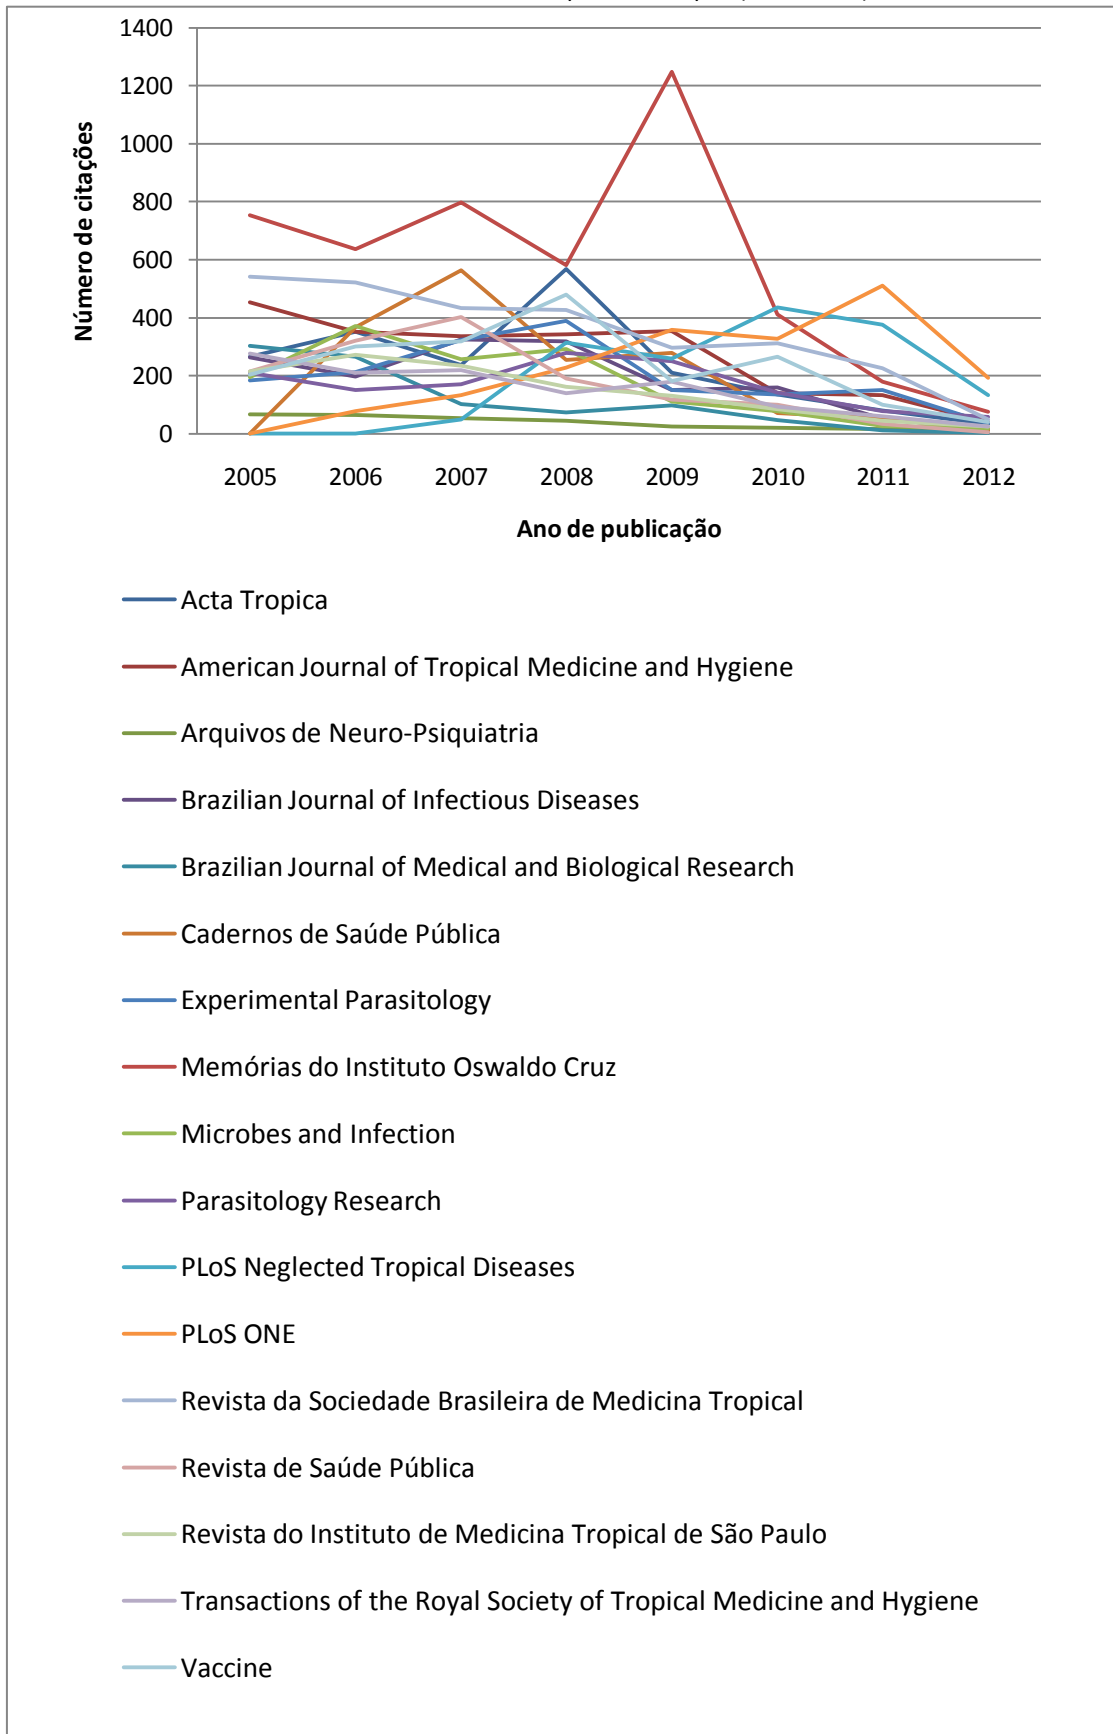 1400
1200
1000
800
600
400
200
0
Número de citações
2005 2006 2007 2008 2009 2010 2011 2012
Ano de publicação
Acta Tropica
American Journal of Tropical Medicine and Hygiene
Arquivos de Neuro-Psiquiatria
Brazilian Journal of Infectious Diseases
Brazilian Journal of Medical and Biological Research
Cadernos de Saúde Pública
Experimental Parasitology
Memórias do Instituto Oswaldo Cruz
Microbes and Infection
Parasitology Research
PLoS Neglected Tropical Diseases
PLoS ONE
Revista da Sociedade Brasileira de Medicina Tropical
Revista de Saúde Pública
Revista do Instituto de Medicina Tropical de São Paulo
Transactions of the Royal Society of Tropical Medicine and Hygiene
Vaccine